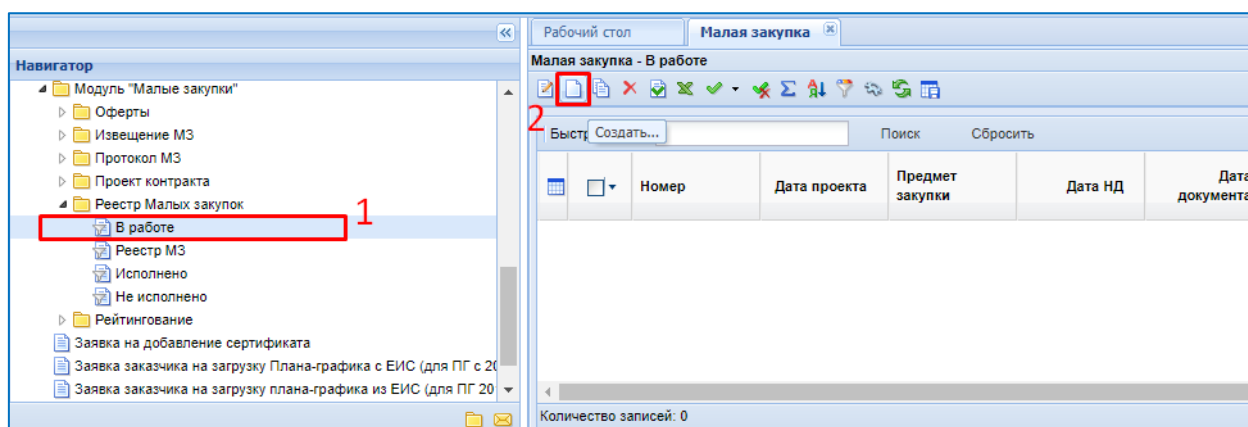 Навигатор
Модуль "Малые закупки"
Оферты
Извещение МЗ
Протокол МЗ
Проект контракта
Реестр Малых закупок
В работе
1
Реестр МЗ
Исполнено
Не исполнено
Рейтингование
Заявка на добавление сертификата
Заявка заказчика на загрузку Плана-графика с ЕИС (для ПГ с 20
Заявка заказчика на загрузку плана-графика из ЕИС (для ПГ 20
Рабочий стол
Малая закупка
Малая закупка - В работе
2
Быстр
Создать...
Поиск
Сбросить
Номер
Дата проекта
Предмет
закупки
Дата НД
Дата
документа
Количество записей: 0